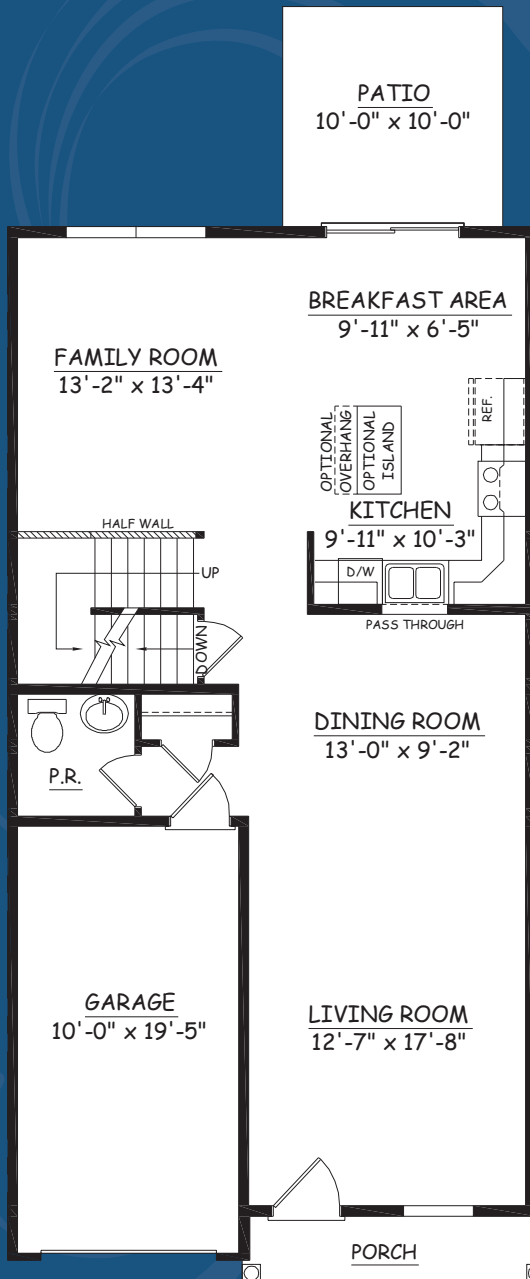 PATIO
10'-0" x 10'-0"
BREAKFAST AREA
9'-11" x 6'-5"
FAMILY ROOM
13'-2" x 13'-4"
REF.
OPTIONAL
OVERHANG
OPTIONAL
ISLAND
KITCHEN
9'-11" x 10'-3"
HALF WALL
UP
D/W
PASS THROUGH
DOWN
DINING ROOM
13'-0" x 9'-2"
P.R.
GARAGE
10'-0" x 19'-5"
LIVING ROOM
12'-7" x 17'-8"
PORCH